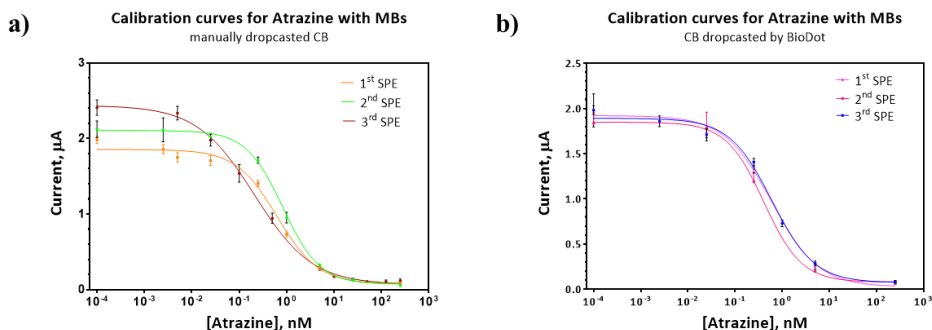 a)
Calibration curves for Atrazine with MBs
manually dropcasted CB
Current, μA
3
2
1
0
10⁻⁴ 10⁻³ 10⁻² 10⁻¹ 10⁰ 10¹ 10² 10³
[Atrazine], nM
1st SPE
2nd SPE
3rd SPE
b)
Calibration curves for Atrazine with MBs
CB dropcasted by BioDot
Current, μA
2.5
2.0
1.5
1.0
0.5
0.0
10⁻⁴ 10⁻³ 10⁻² 10⁻¹ 10⁰ 10¹ 10² 10³
[Atrazine], nM
1st SPE
2nd SPE
3rd SPE